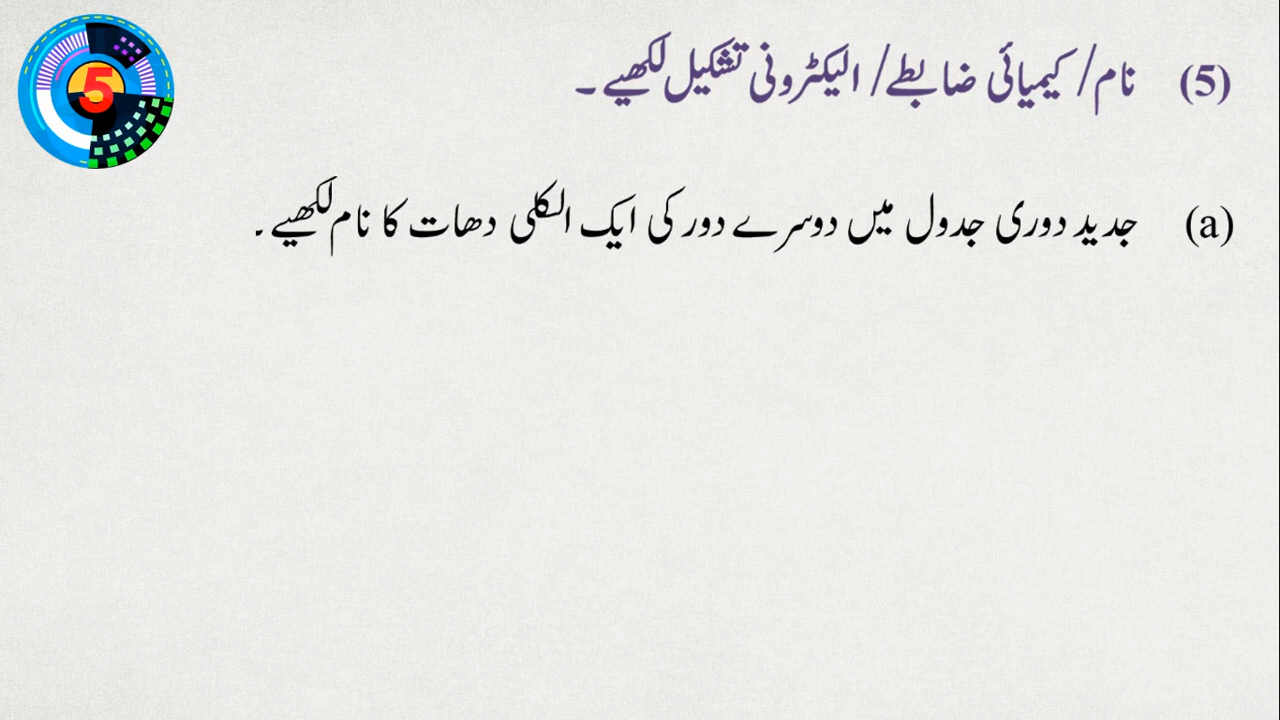 5
(5) نام/ کیمیائی ضابطے/ الیکٹرونی تشکیل لکھیے۔
(a) جدید دوری جدول میں دوسرے دور کی ایک الکلی دھات کا نام لکھیے۔